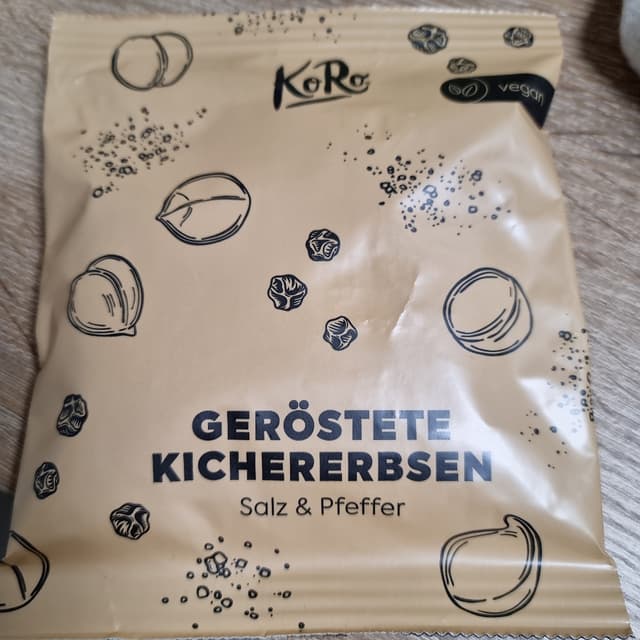 KoRo
vegan
GERÖSTETE
KICHERERBSEN
Salz & Pfeffer